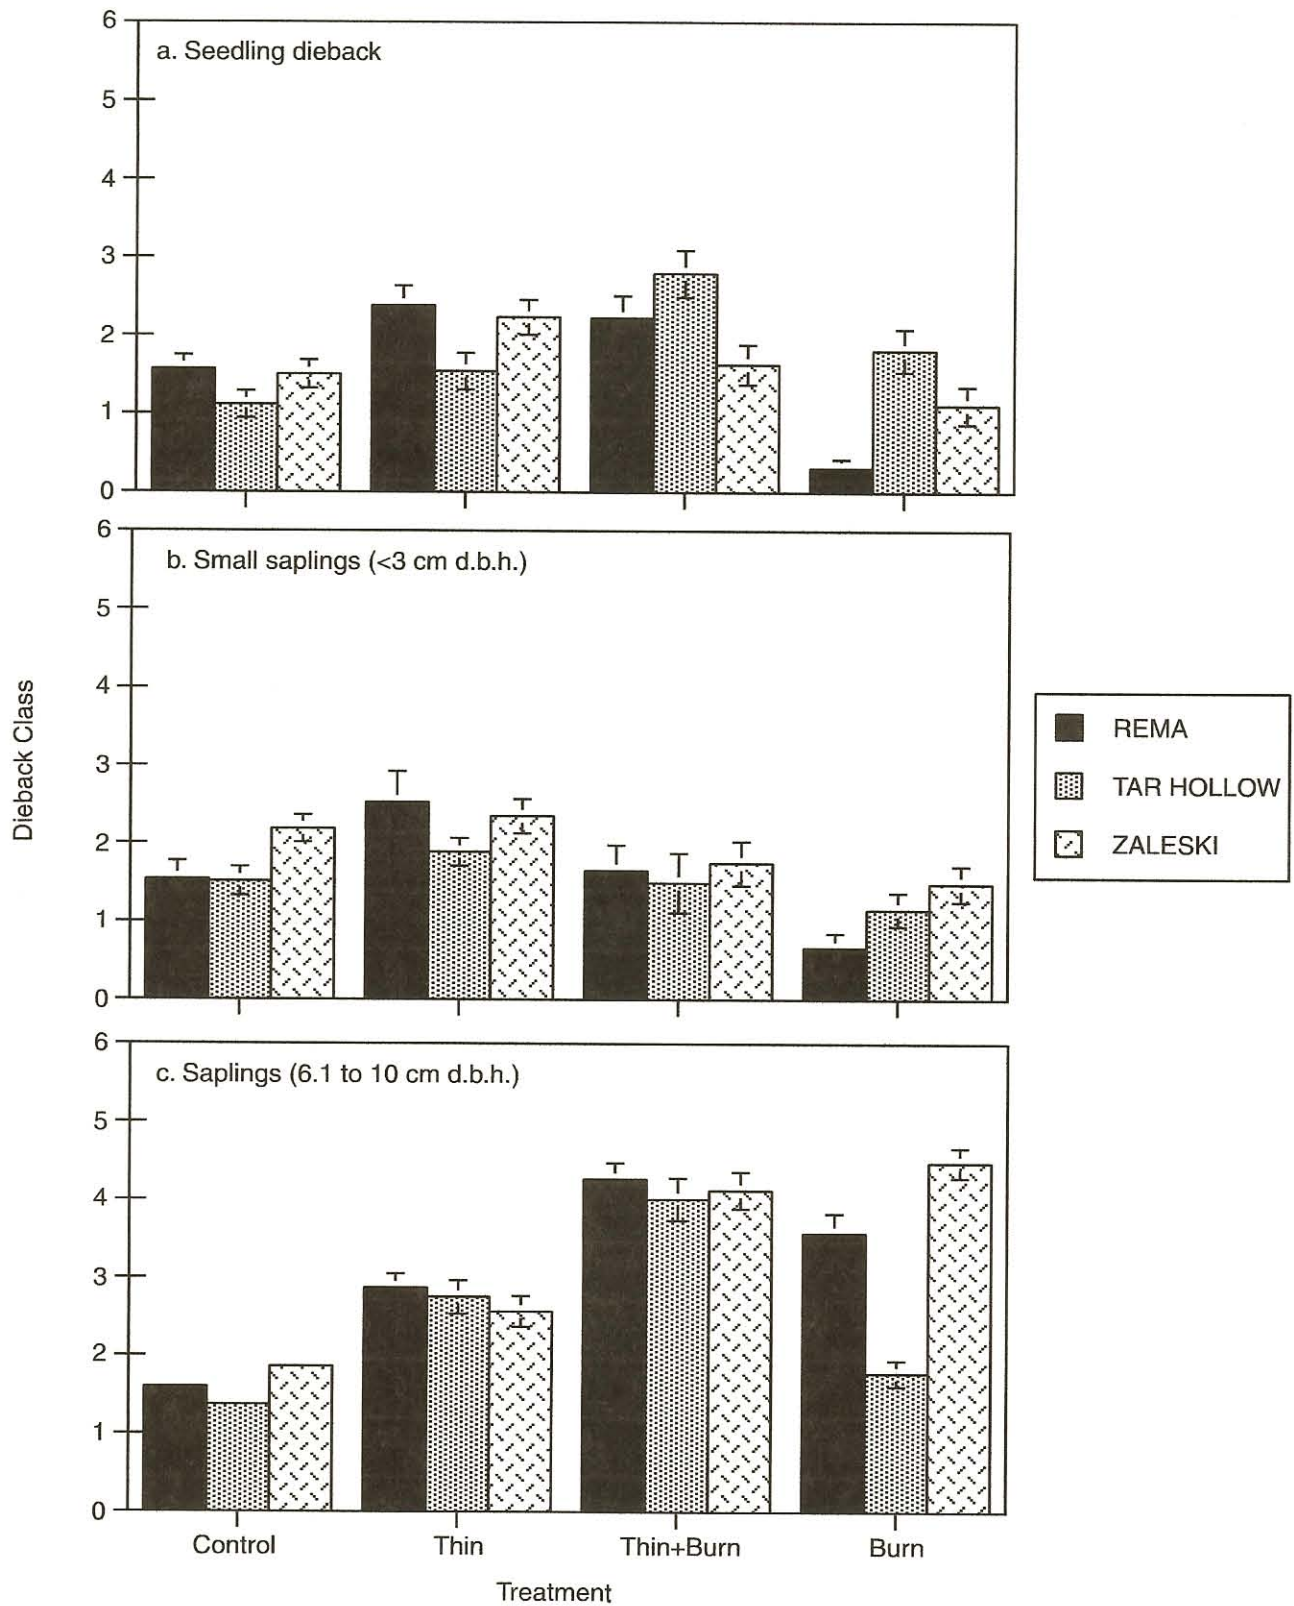 6
a. Seedling dieback
5
4
3
2
1
0
6
b. Small saplings (<3 cm d.b.h.)
5
4
3
2
1
0
Dieback Class
REMA
TAR HOLLOW
ZALESKI
6
c. Saplings (6.1 to 10 cm d.b.h.)
5
4
3
2
1
0
Control Thin Thin+Burn Burn
Treatment